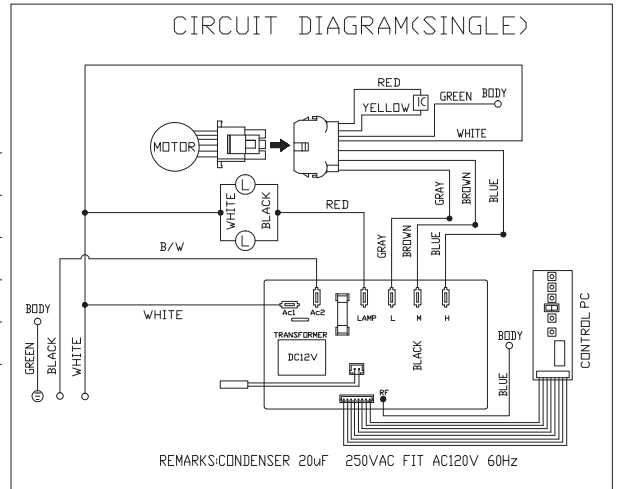 CIRCUIT DIAGRAM(SINGLE)
RED
YELLOW
IC
GREEN
BODY
WHITE
MOTOR
L
WHITE
BLACK
L
RED
GRAY
BROWN
BLUE
B/W
GRAY
BROWN
BLUE
WHITE
Ac1
Ac2
LAMP
L
M
H
TRANSFORMER
DC12V
BLACK
RF
BODY
BLUE
CONTROL PC
BODY
GREEN
BLACK
WHITE
REMARKS:CONDENSER 20uF 250VAC FIT AC120V 60Hz